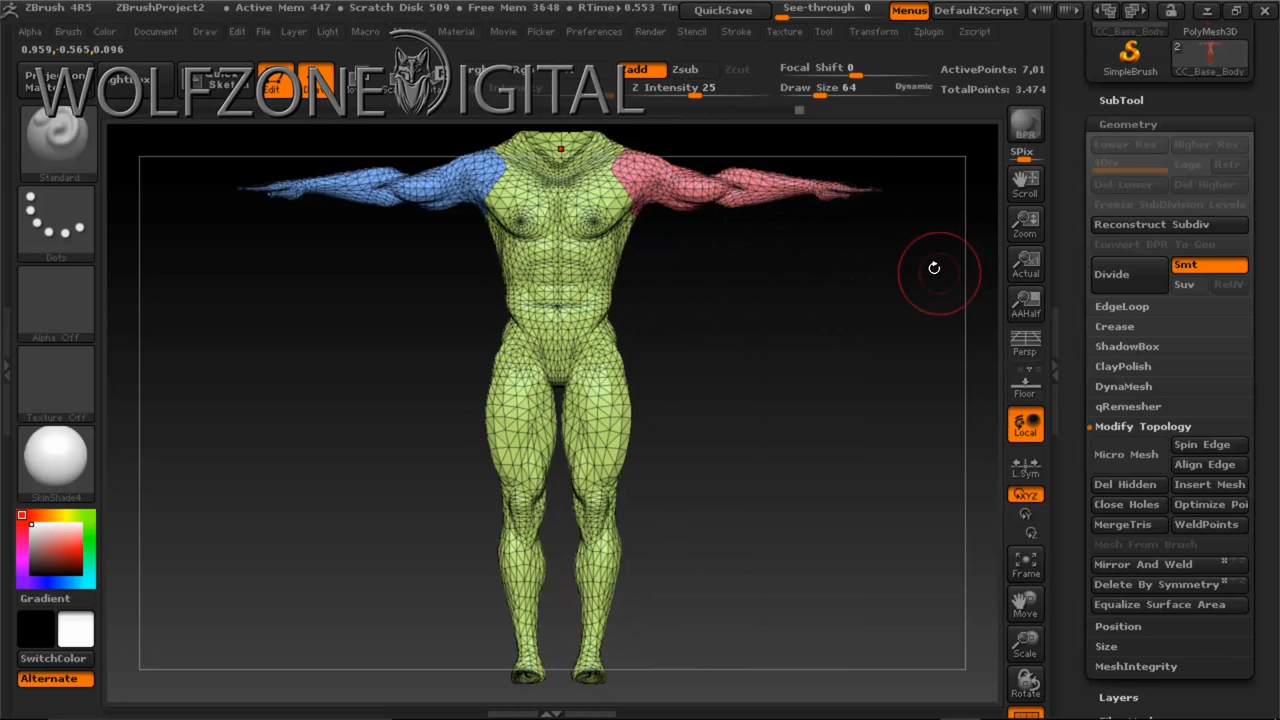 ZBrush 4R5 ZBrushProject2 • Active Mem 447 • Scratch Disk 509 • Free Mem 3648 • RTime▸0.553 QuickSave See-through 0 Menus DefaultZScript
Alpha Brush Color Document Draw Edit File Layer Light Macro Material Movie Picker Preferences Render Stencil Stroke Texture Tool Transform Zplugin Zscript
0.959,-0.565,0.096
WOLFZONE DIGITAL
Edit
Zadd Zsub Zcut
Z Intensity 25
Focal Shift 0
Draw Size 64 Dynamic
ActivePoints: 7,01
TotalPoints: 3.474
Standard
Dots
Alpha Off
Texture Off
SkinShade4
Gradient
SwitchColor
Alternate
BPR
SPix
Scroll
Zoom
Actual
AAHalf
Persp
Floor
Local
L.Sym
XYZ
Frame
Move
Scale
Rotate
CC_Base_Body PolyMesh3D
SimpleBrush
2
CC_Base_Body
SubTool
Geometry
Lower Res Higher Res
SDiv Cage Rstr
Del Lower Del Higher
Freeze SubDivision Levels
Reconstruct Subdiv
Convert BPR To Geo
Divide Smt
Suv ReUV
EdgeLoop
Crease
ShadowBox
ClayPolish
DynaMesh
qRemesher
Modify Topology
Micro Mesh Spin Edge
Align Edge
Del Hidden Insert Mesh
Close Holes Optimize Poi
MergeTris WeldPoints
Mesh From Brush
Mirror And Weld
Delete By Symmetry
Equalize Surface Area
Position
Size
MeshIntegrity
Layers